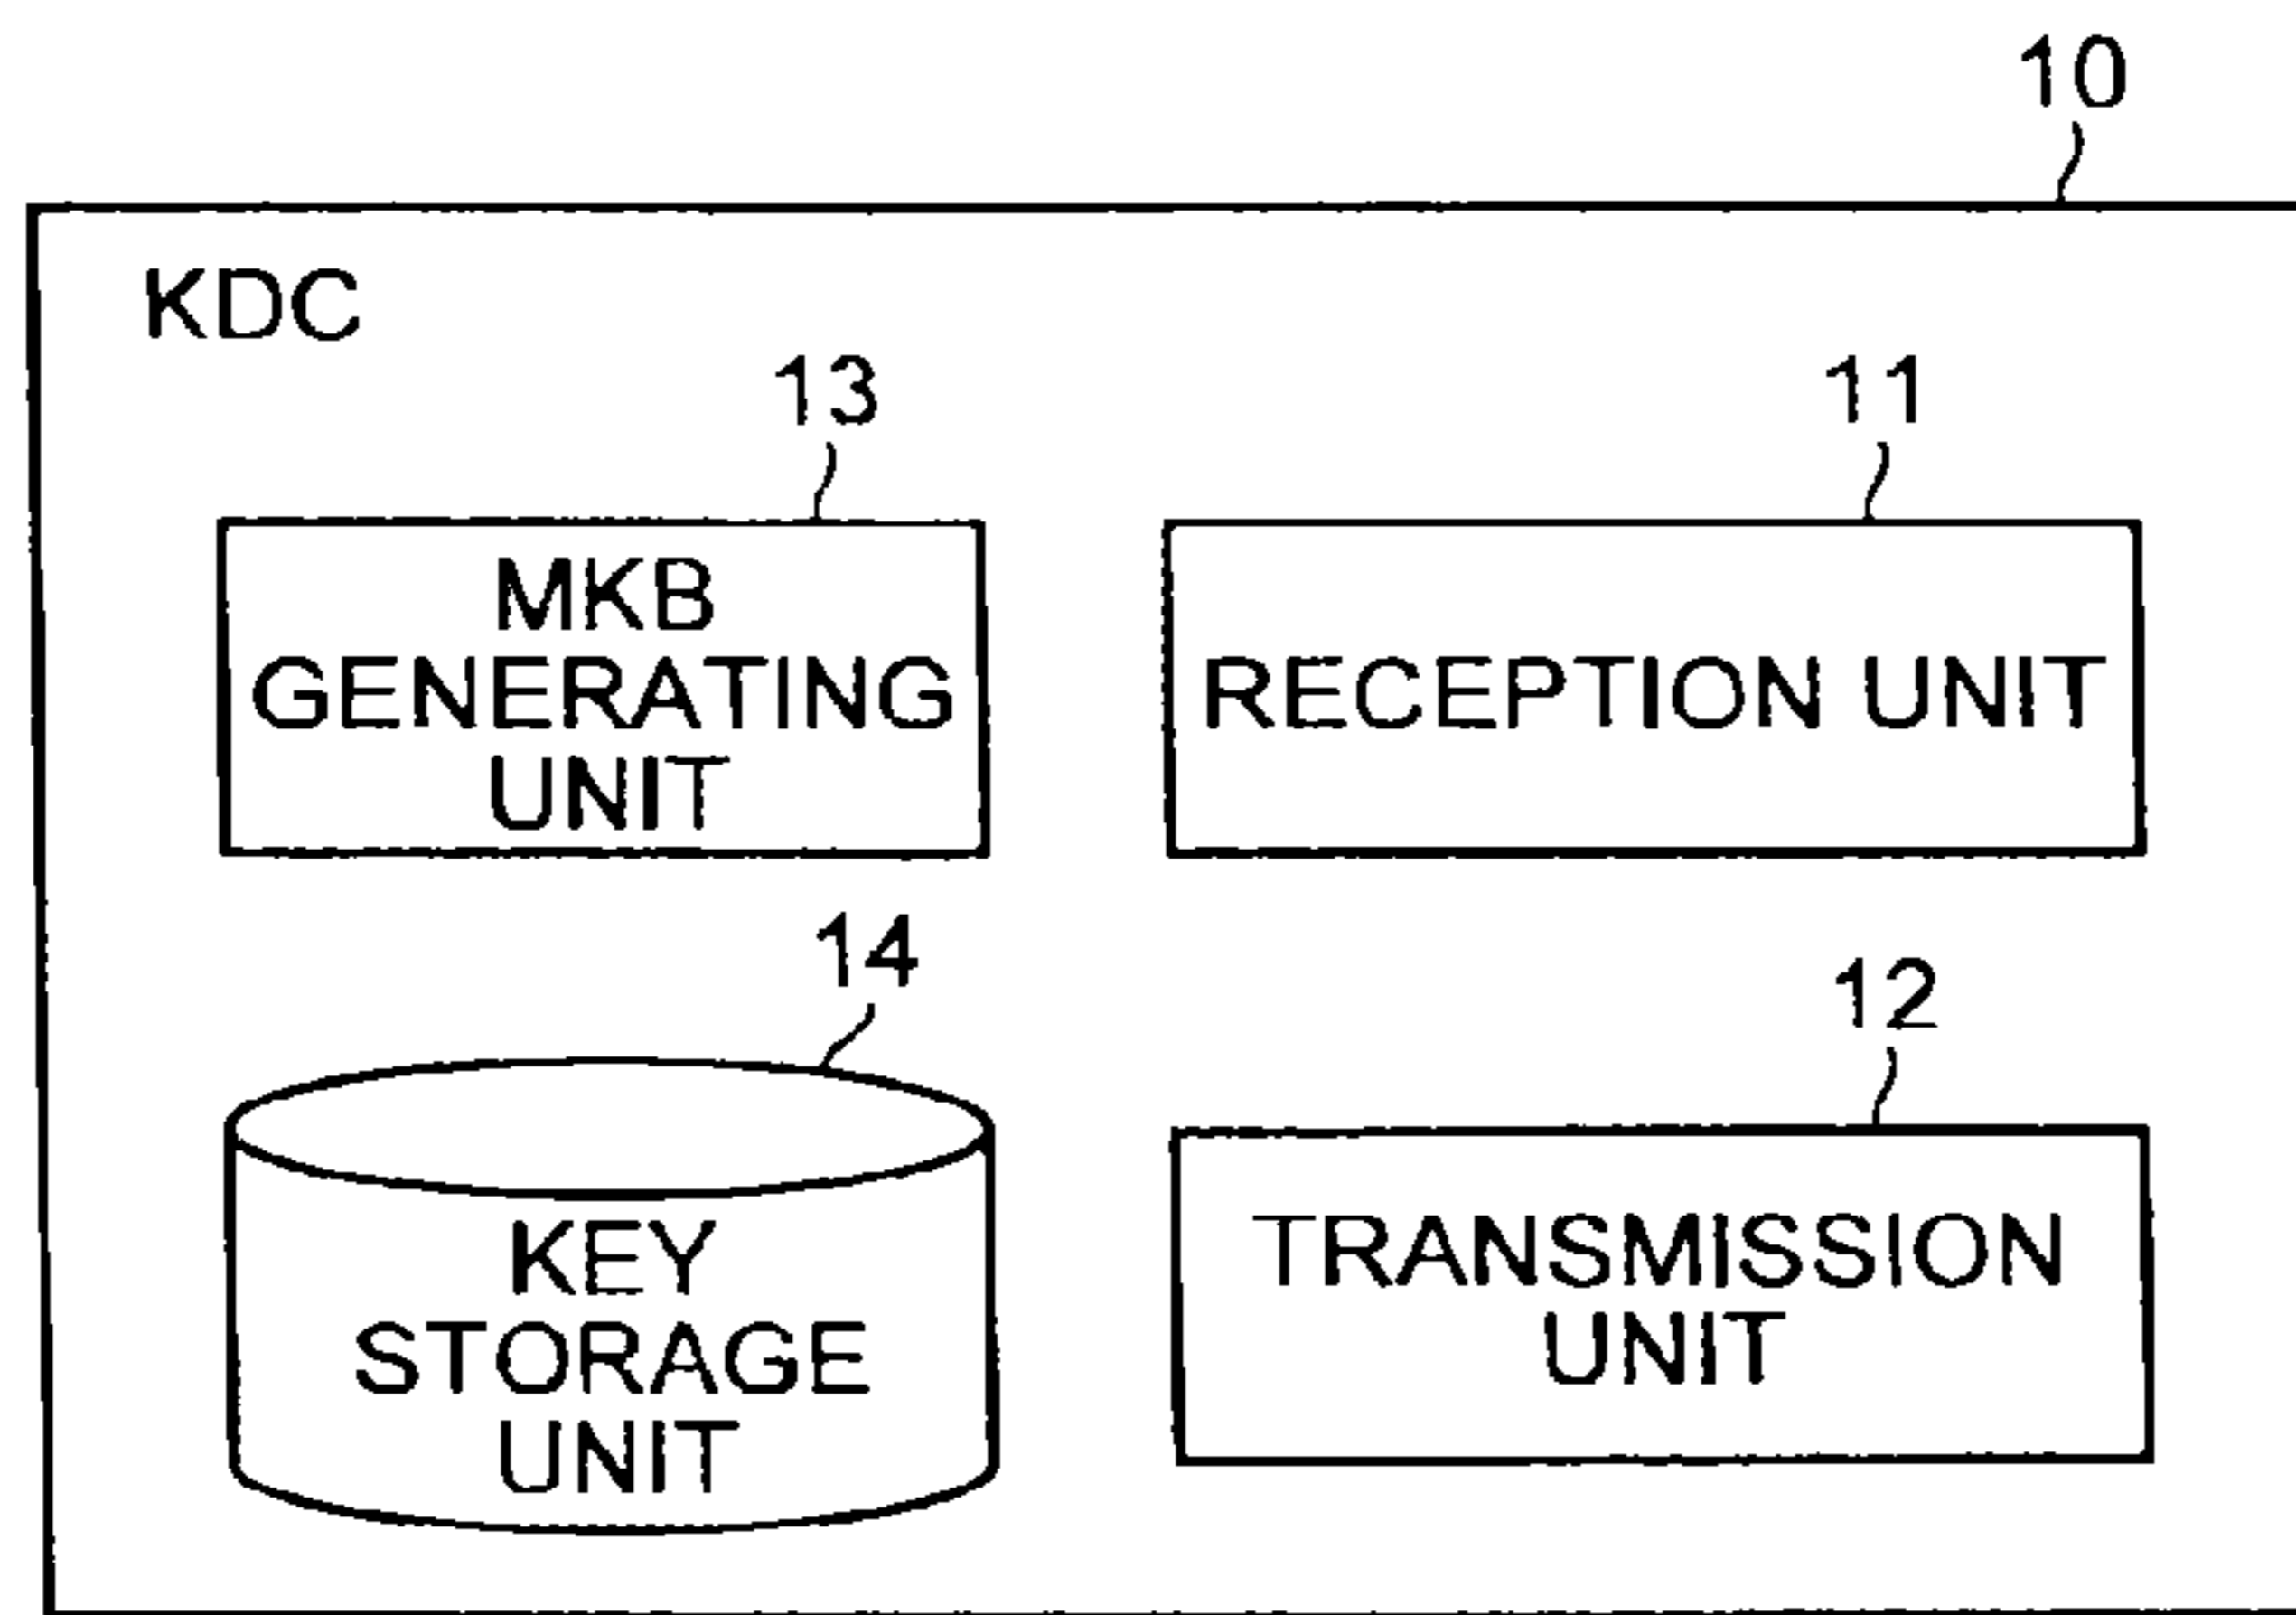 10
KDC
13
MKB
GENERATING
UNIT
11
RECEPTION UNIT
14
KEY
STORAGE
UNIT
12
TRANSMISSION
UNIT